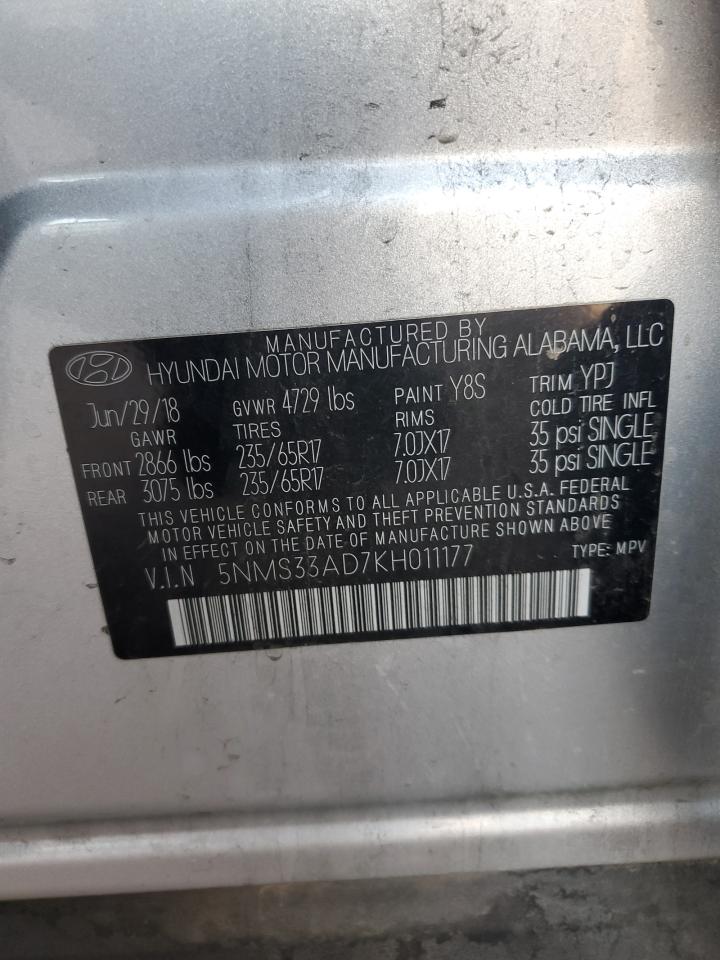 MANUFACTURED BY
HYUNDAI MOTOR MANUFACTURING ALABAMA, LLC
Jun/29/18 GVWR 4729 lbs PAINT Y8S TRIM YPJ
GAWR TIRES RIMS COLD TIRE INFL
FRONT 2866 lbs 235/65R17 7.0JX17 35 psi SINGLE
REAR 3075 lbs 235/65R17 7.0JX17 35 psi SINGLE
THIS VEHICLE CONFORMS TO ALL APPLICABLE U.S.A. FEDERAL
MOTOR VEHICLE SAFETY AND THEFT PREVENTION STANDARDS
IN EFFECT ON THE DATE OF MANUFACTURE SHOWN ABOVE
V.I.N 5NMS33AD7KH011177 TYPE: MPV